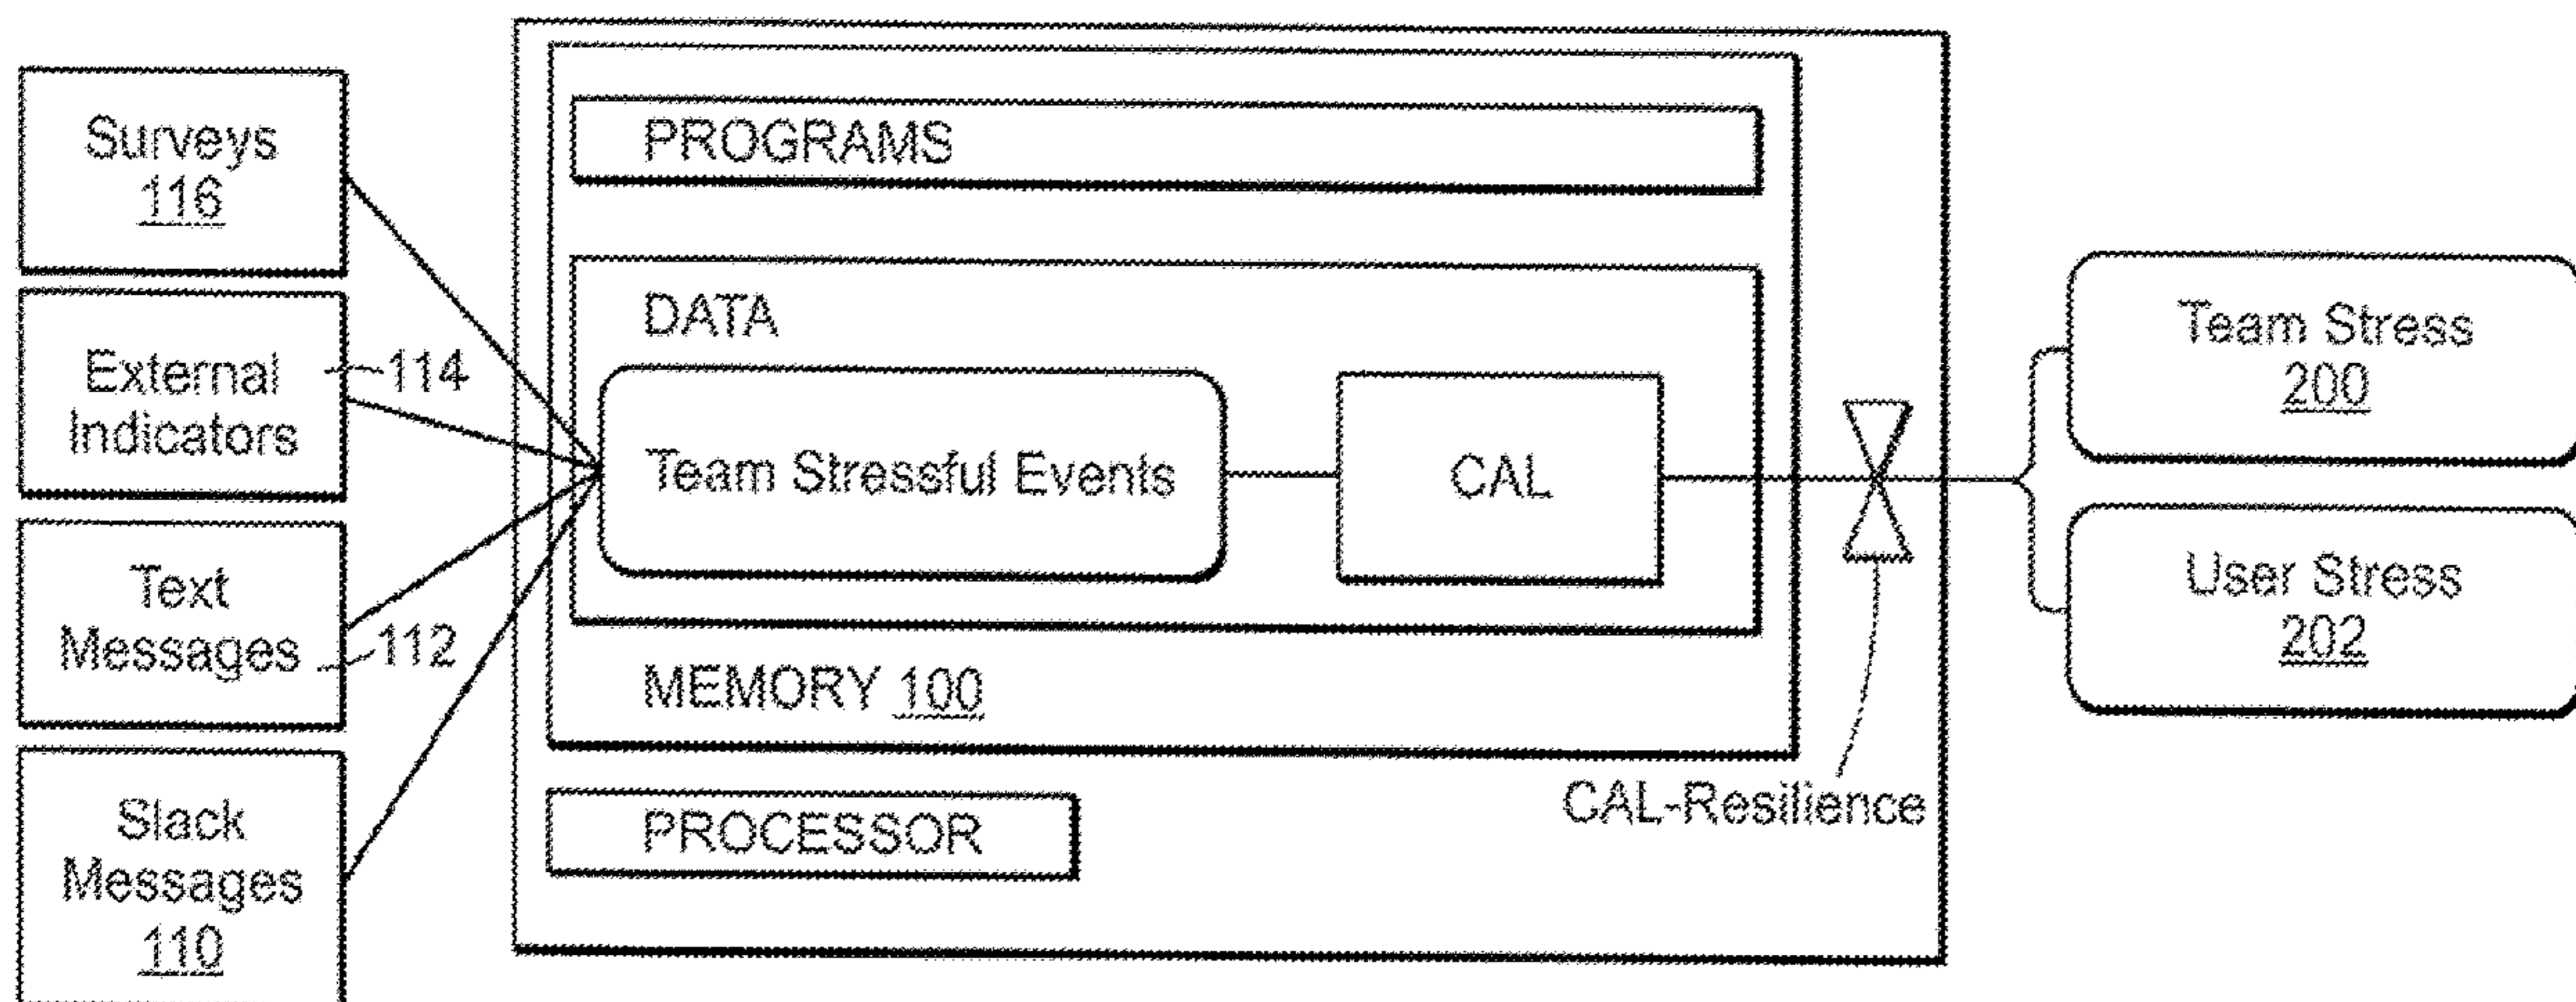 Surveys
116
External
Indicators
114
Text
Messages
112
Slack
Messages
110
PROGRAMS
DATA
Team Stressful Events
CAL
MEMORY 100
PROCESSOR
CAL-Resilience
Team Stress
200
User Stress
202